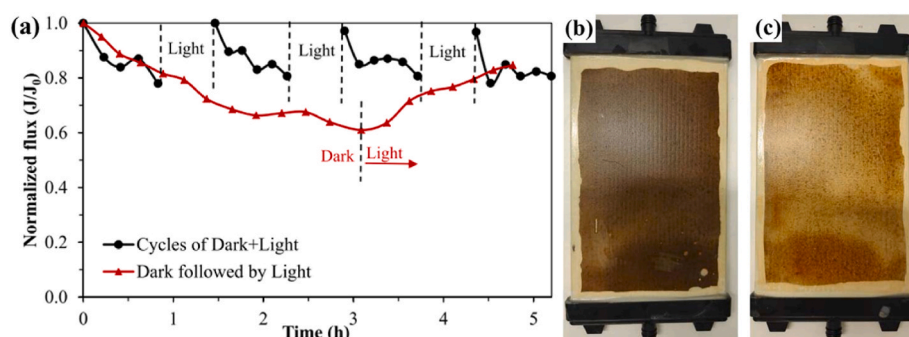 (a)
Normalized flux (J/J₀)
1.0
0.8
0.6
0.4
0.2
0.0
Light
Light
Light
Dark
Light
Cycles of Dark+Light
Dark followed by Light
0
1
2
3
4
5
Time (h)
(b)
(c)